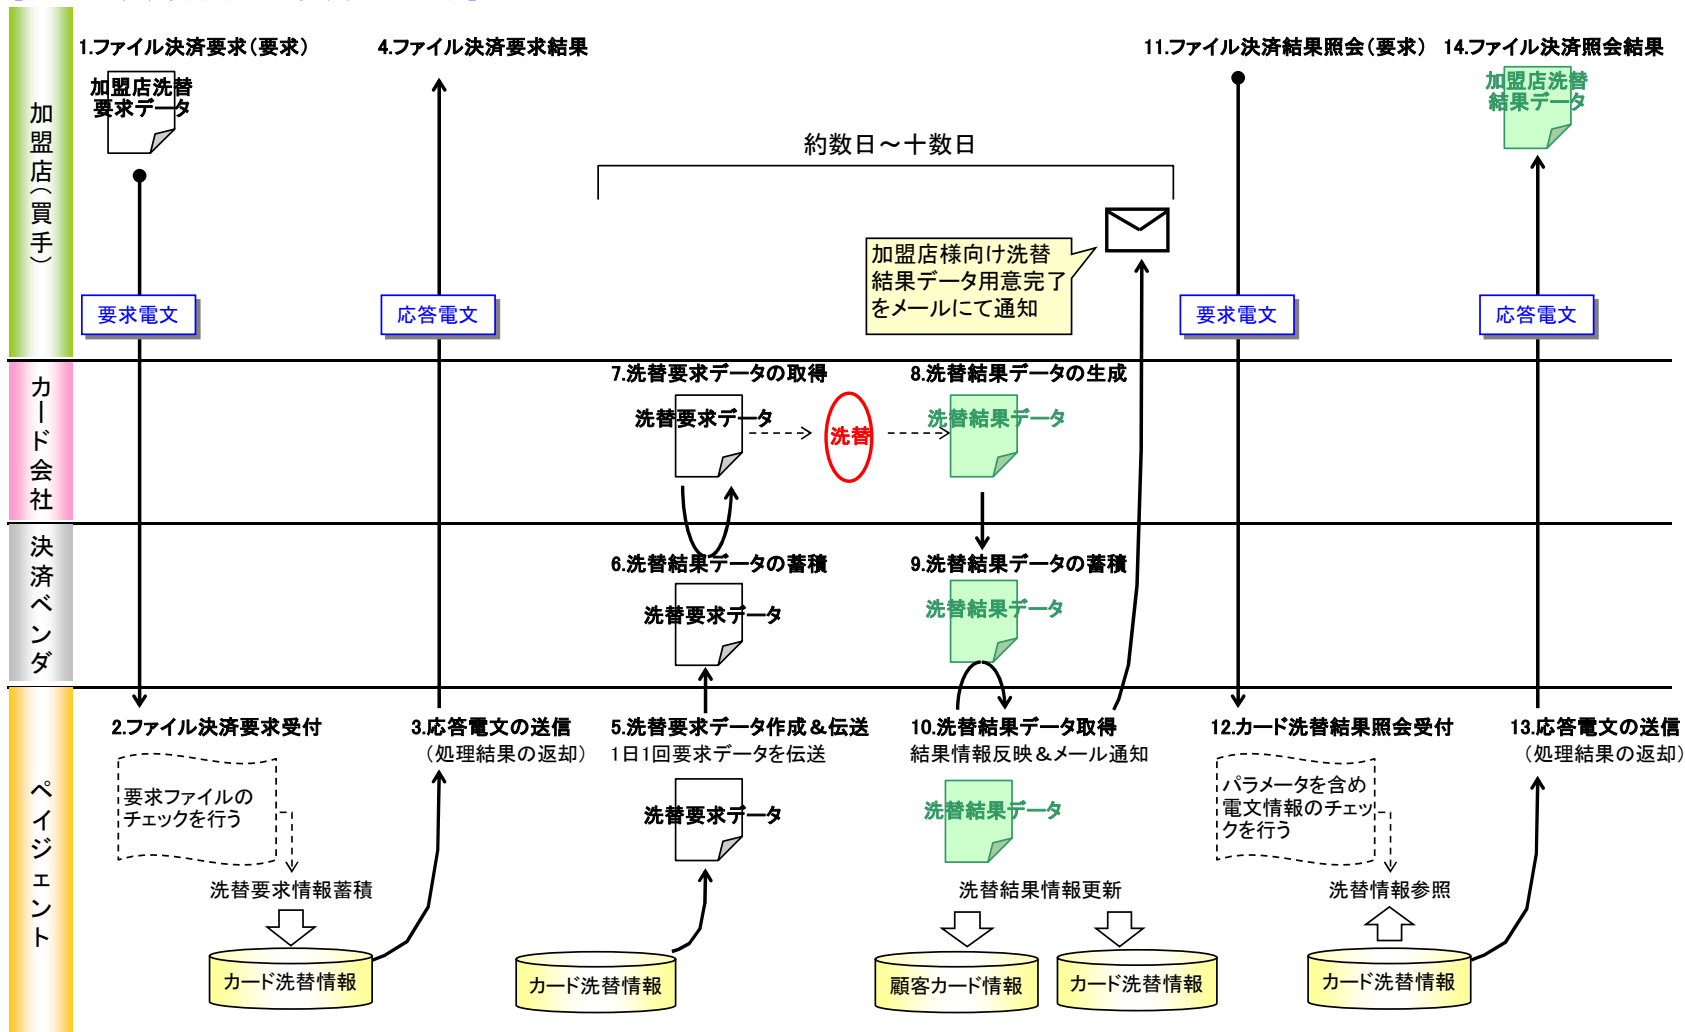 加盟店（買手）
1.ファイル決済要求（要求）
加盟店洗替
要求データ
4.ファイル決済要求結果
約数日～十数日
加盟店様向け洗替
結果データ用意完了
をメールにて通知
11.ファイル決済結果照会（要求）
14.ファイル決済照会結果
加盟店洗替
結果データ
要求電文
応答電文
要求電文
応答電文
カード会社
7.洗替要求データの取得
洗替要求データ
洗替
8.洗替結果データの生成
洗替結果データ
決済ベンダ
6.洗替結果データの蓄積
洗替要求データ
9.洗替結果データの蓄積
洗替結果データ
ペイジェント
2.ファイル決済要求受付
要求ファイルの
チェックを行う
洗替要求情報蓄積
カード洗替情報
3.応答電文の送信
（処理結果の返却）
5.洗替要求データ作成＆伝送
1日1回要求データを伝送
洗替要求データ
カード洗替情報
10.洗替結果データ取得
結果情報反映＆メール通知
洗替結果データ
洗替結果情報更新
顧客カード情報
カード洗替情報
12.カード洗替結果照会受付
パラメータを含め
電文情報のチェッ
クを行う
洗替情報参照
カード洗替情報
13.応答電文の送信
（処理結果の返却）